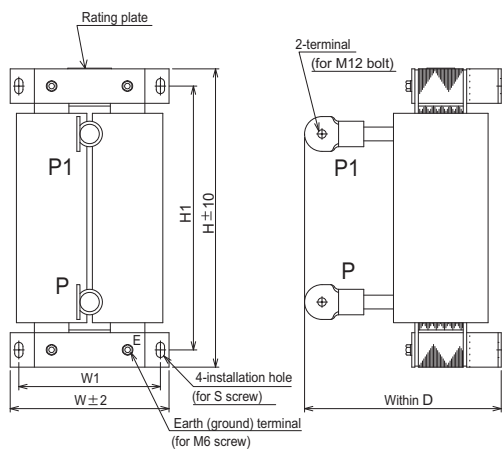 Rating plate
2-terminal
(for M12 bolt)
P1
P1
H1
H±10
P
P
E
W1
4-installation hole
(for S screw)
W±2
Within D
Earth (ground) terminal
(for M6 screw)